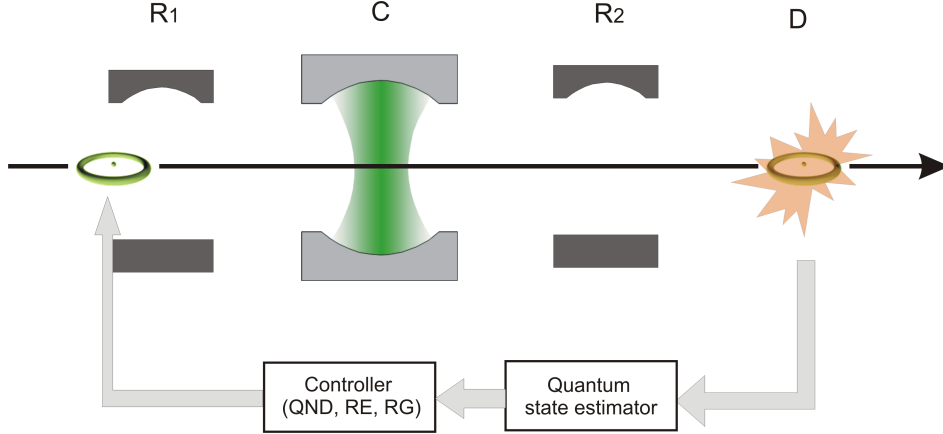 R1
C
R2
D
Controller
(QND, RE, RG)
Quantum
state estimator